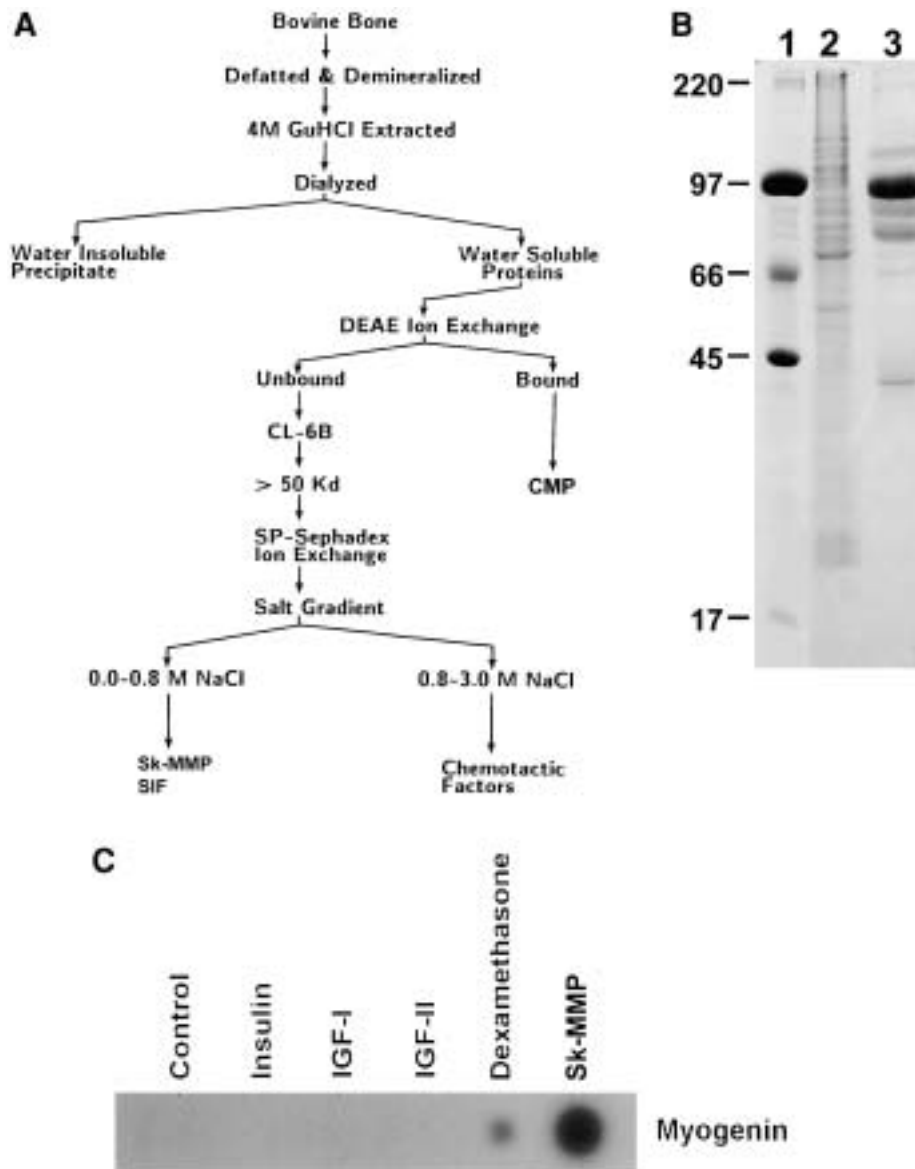 A
Bovine Bone
Defatted & Demineralized
4M GuHCl Extracted
Dialyzed
Water Insoluble
Precipitate
Water Soluble
Proteins
DEAE Ion Exchange
Unbound
Bound
CL-6B
CMP
> 50 Kd
SP-Sephadex
Ion Exchange
Salt Gradient
0.0-0.8 M NaCl
0.8-3.0 M NaCl
Sk-MMP
SIF
Chemotactic
Factors
B
1 2 3
220
97
66
45
17
C
Control
Insulin
IGF-I
IGF-II
Dexamethasone
Sk-MMP
Myogenin